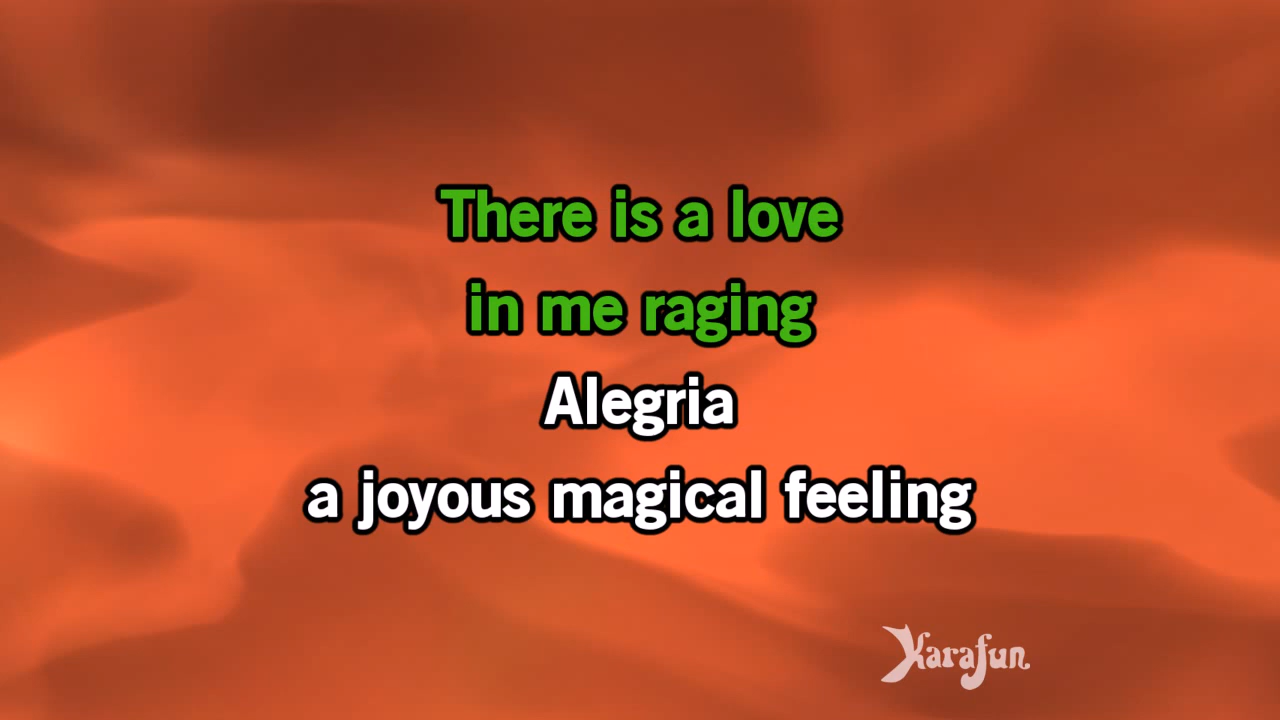 There is a love
in me raging
Alegria
a joyous magical feeling
Karafun